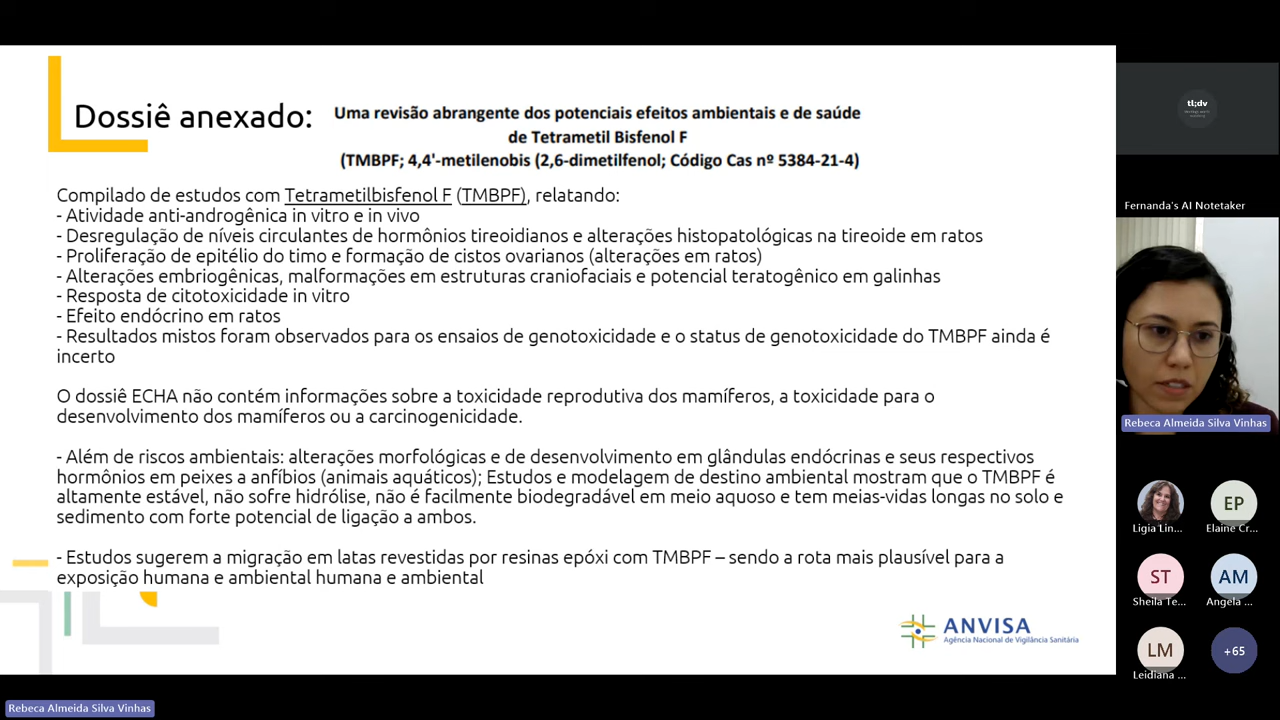 Dossiê anexado:
Uma revisão abrangente dos potenciais efeitos ambientais e de saúde
de Tetrametil Bisfenol F
(TMBPF; 4,4'-metilenobis (2,6-dimetilfenol; Código Cas nº 5384-21-4)
Compilado de estudos com Tetrametilbisfenol F (TMBPF), relatando:
- Atividade anti-androgênica in vitro e in vivo
- Desregulação de níveis circulantes de hormônios tireoidianos e alterações histopatológicas na tireoide em ratos
- Proliferação de epitélio do timo e formação de cistos ovarianos (alterações em ratos)
- Alterações embriogênicas, malformações em estruturas craniofaciais e potencial teratogênico em galinhas
- Resposta de citotoxicidade in vitro
- Efeito endócrino em ratos
- Resultados mistos foram observados para os ensaios de genotoxicidade e o status de genotoxicidade do TMBPF ainda é
incerto
O dossiê ECHA não contém informações sobre a toxicidade reprodutiva dos mamíferos, a toxicidade para o
desenvolvimento dos mamíferos ou a carcinogenicidade.
- Além de riscos ambientais: alterações morfológicas e de desenvolvimento em glândulas endócrinas e seus respectivos
hormônios em peixes a anfíbios (animais aquáticos); Estudos e modelagem de destino ambiental mostram que o TMBPF é
altamente estável, não sofre hidrólise, não é facilmente biodegradável em meio aquoso e tem meias-vidas longas no solo e
sedimento com forte potencial de ligação a ambos.
- Estudos sugerem a migração em latas revestidas por resinas epóxi com TMBPF – sendo a rota mais plausível para a
exposição humana e ambiental humana e ambiental
ANVISA
Agência Nacional de Vigilância Sanitária
tl;dv
Fernanda's AI Notetaker
Rebeca Almeida Silva Vinhas
Ligia Lin...
EP
Elaine Cr...
ST
Sheila Te...
AM
Angela ...
LM
Leidiana ...
+65
Rebeca Almeida Silva Vinhas